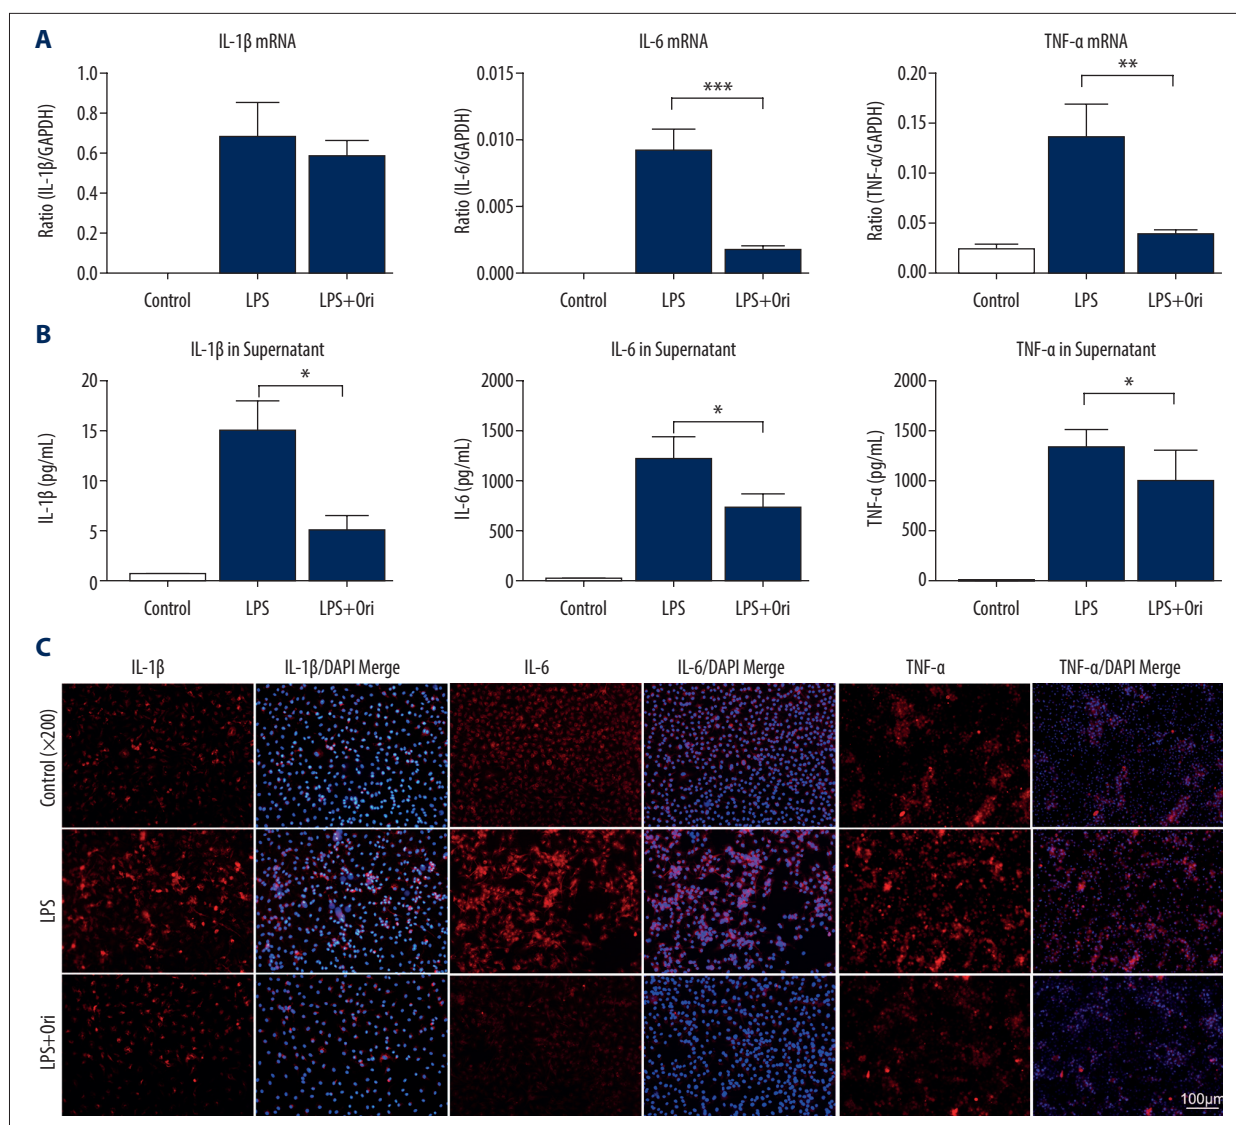 A
IL-1β mRNA
IL-6 mRNA
TNF-α mRNA
Ratio (IL-1β/GAPDH)
1.0
0.8
0.6
0.4
0.2
0.0
Control
LPS
LPS+Ori
Ratio (IL-6/GAPDH)
0.015
0.010
0.005
0.000
***
Control
LPS
LPS+Ori
Ratio (TNF-α/GAPDH)
0.20
0.15
0.10
0.05
0.00
**
Control
LPS
LPS+Ori
B
IL-1β in Supernatant
IL-6 in Supernatant
TNF-α in Supernatant
IL-1β (pg/mL)
20
15
10
5
0
*
Control
LPS
LPS+Ori
IL-6 (pg/mL)
2000
1500
1000
500
0
*
Control
LPS
LPS+Ori
TNF-α (pg/mL)
2000
1500
1000
500
0
*
Control
LPS
LPS+Ori
C
IL-1β
IL-1β/DAPI Merge
IL-6
IL-6/DAPI Merge
TNF-α
TNF-α/DAPI Merge
Control (×200)
LPS
LPS+Ori
100μm